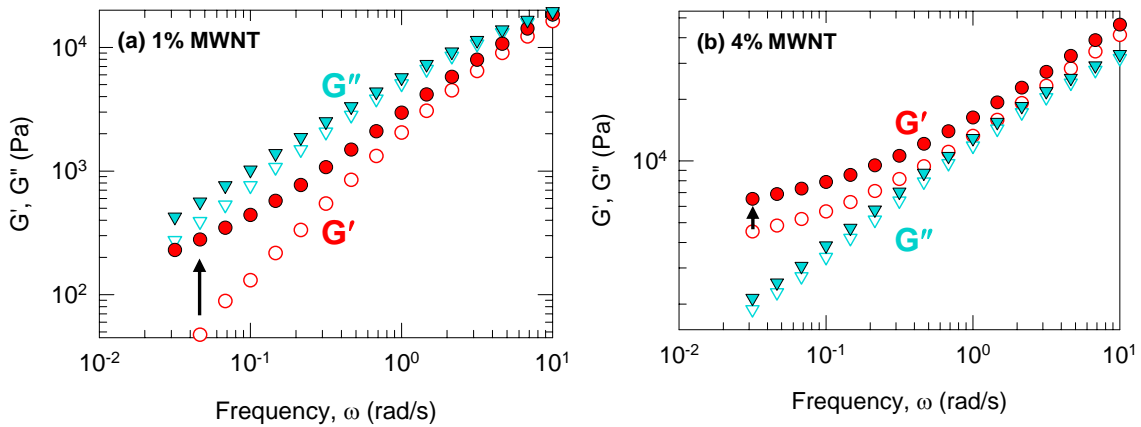 (a) 1% MWNT
G″
G′
10⁴
10³
10²
G', G'' (Pa)
10⁻²
10⁻¹
10⁰
10¹
Frequency, ω (rad/s)
(b) 4% MWNT
G′
G″
10⁴
G', G'' (Pa)
10⁻²
10⁻¹
10⁰
10¹
Frequency, ω (rad/s)